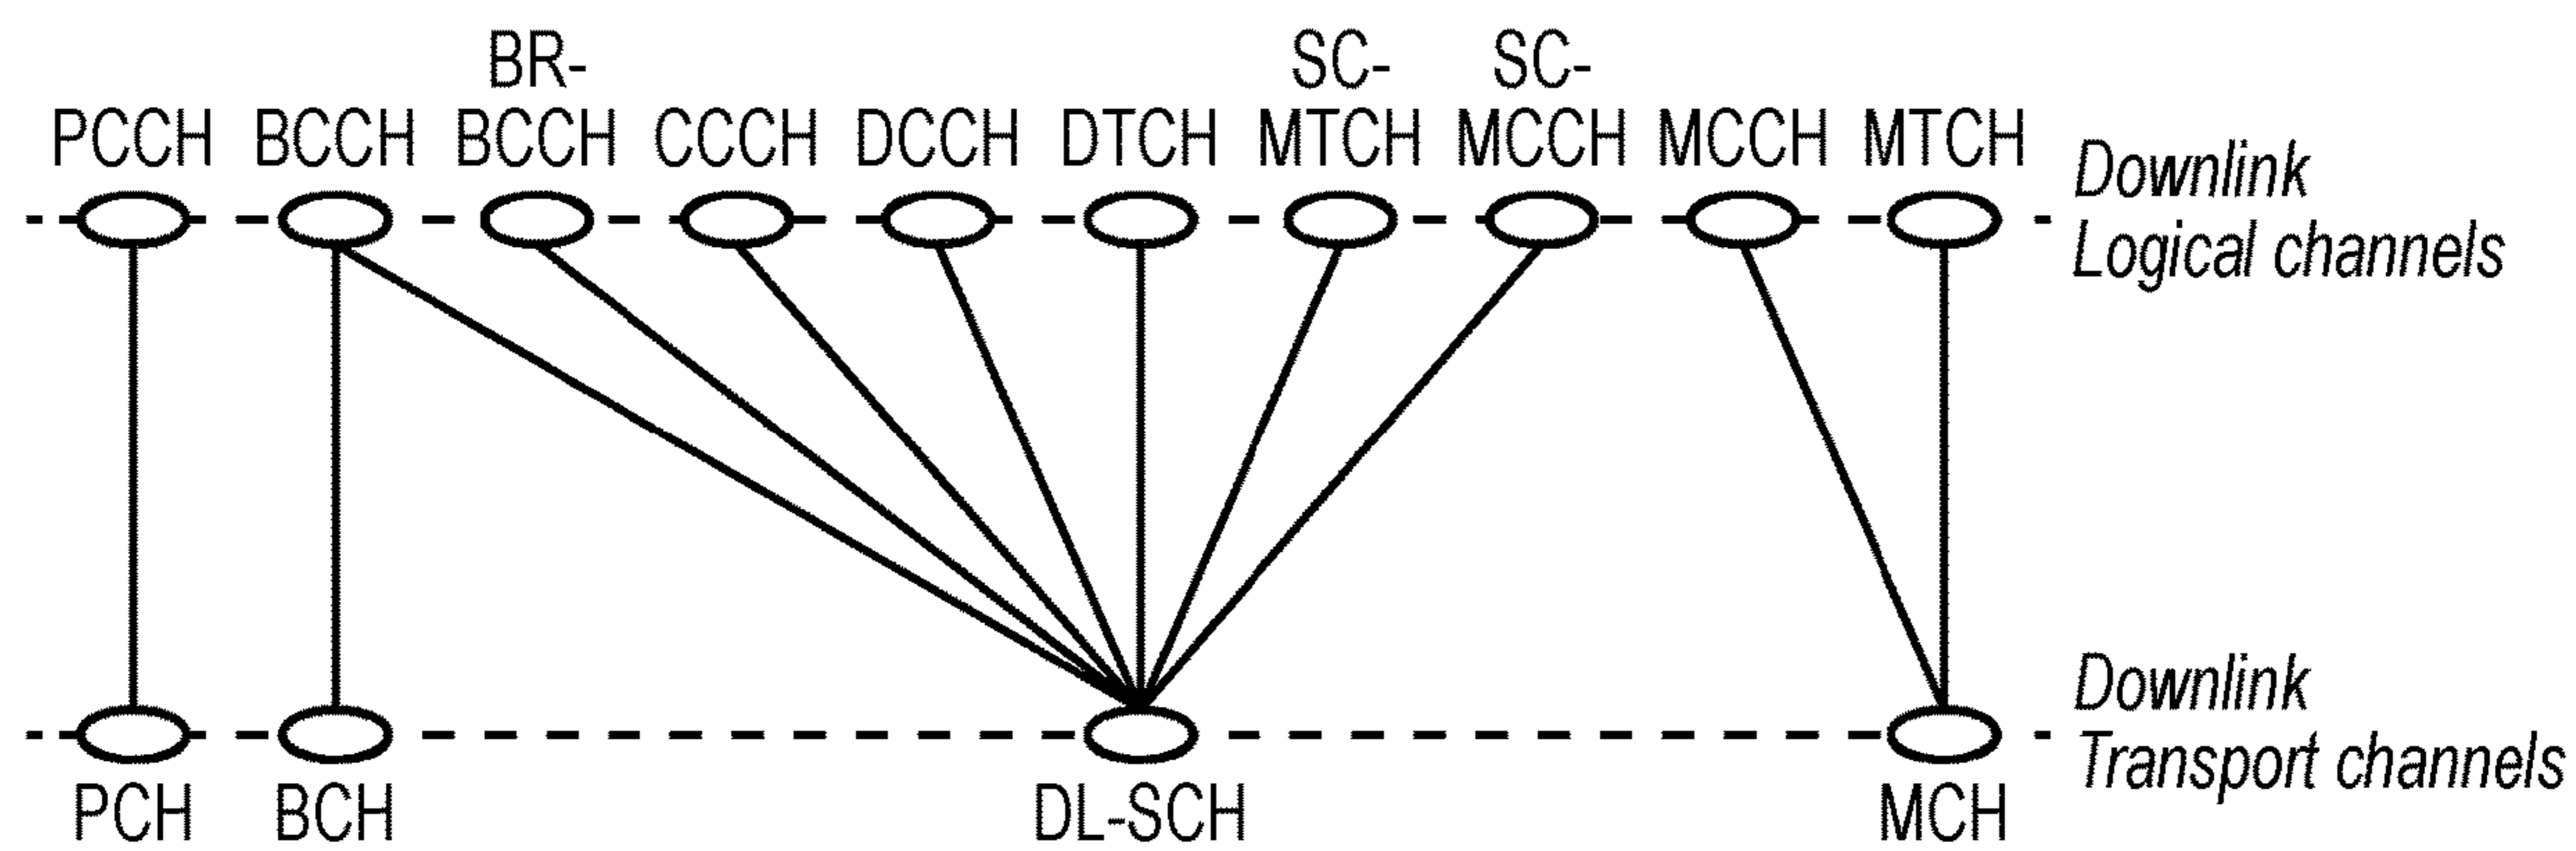 BR- SC- SC-
PCCH BCCH BCCH CCCH DCCH DTCH MTCH MCCH MCCH MTCH
Downlink
Logical channels
Downlink
Transport channels
PCH BCH DL-SCH MCH